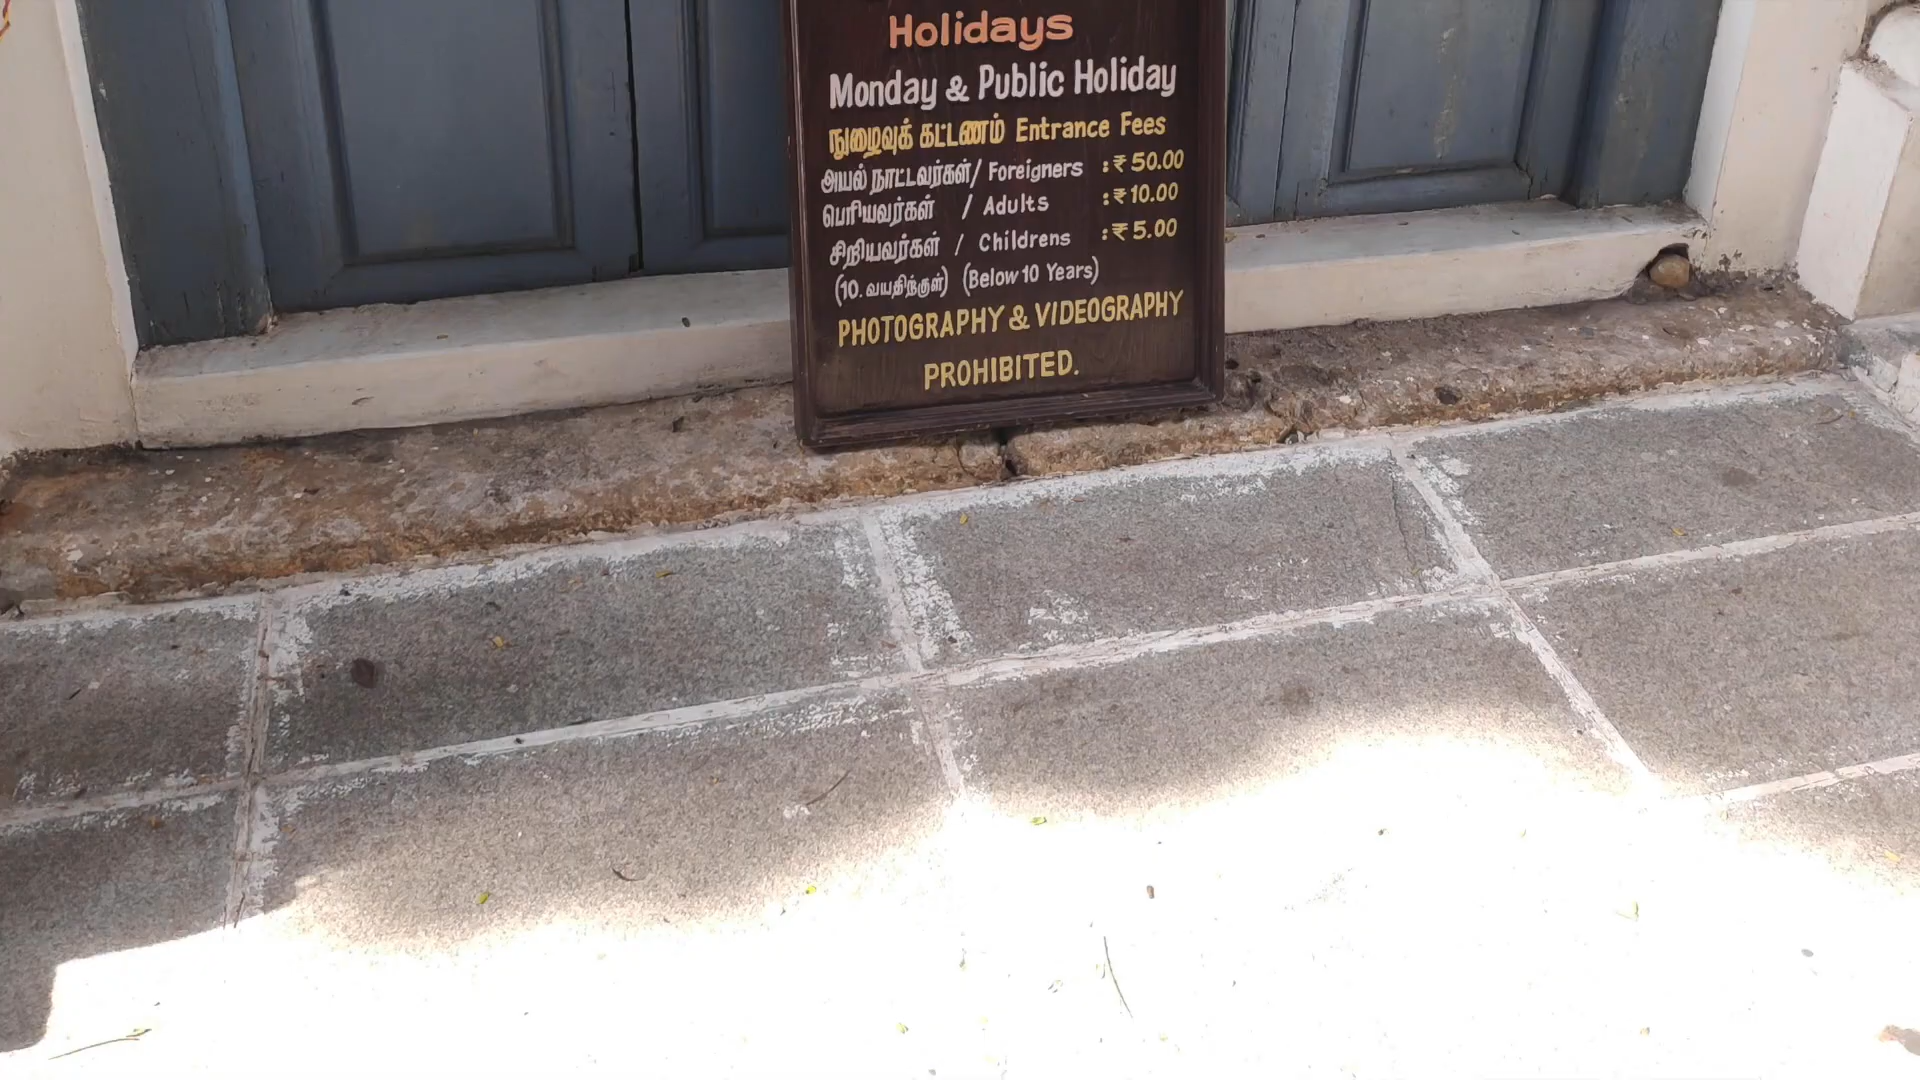 Holidays
Monday & Public Holiday
நுழைவுக் கட்டணம் Entrance Fees
அயல் நாட்டவர்கள்/ Foreigners : ₹ 50.00
பெரியவர்கள் / Adults : ₹ 10.00
சிறியவர்கள் / Childrens : ₹ 5.00
(10. வயதிற்குள்) (Below 10 Years)
PHOTOGRAPHY & VIDEOGRAPHY
PROHIBITED.